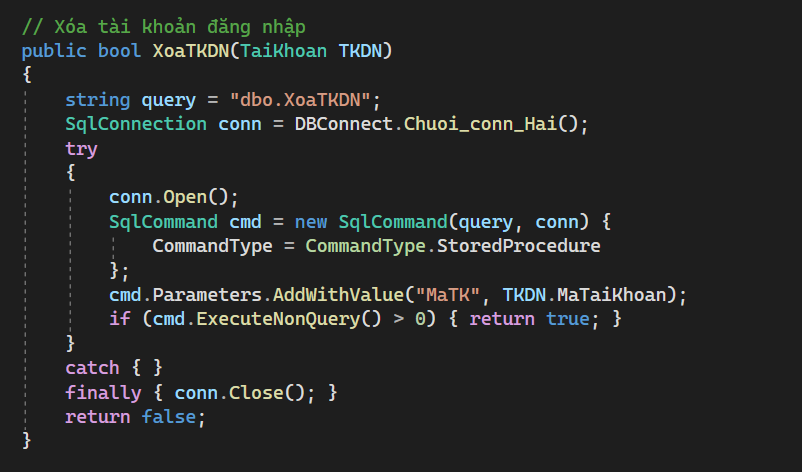 // Xóa tài khoản đăng nhập
public bool XoaTKDN(TaiKhoan TKDN)
{
string query = "dbo.XoaTKDN";
SqlConnection conn = DBConnect.Chuoi_conn_Hai();
try
{
conn.Open();
SqlCommand cmd = new SqlCommand(query, conn) {
CommandType = CommandType.StoredProcedure
};
cmd.Parameters.AddWithValue("MaTK", TKDN.MaTaiKhoan);
if (cmd.ExecuteNonQuery() > 0) { return true; }
}
catch { }
finally { conn.Close(); }
return false;
}